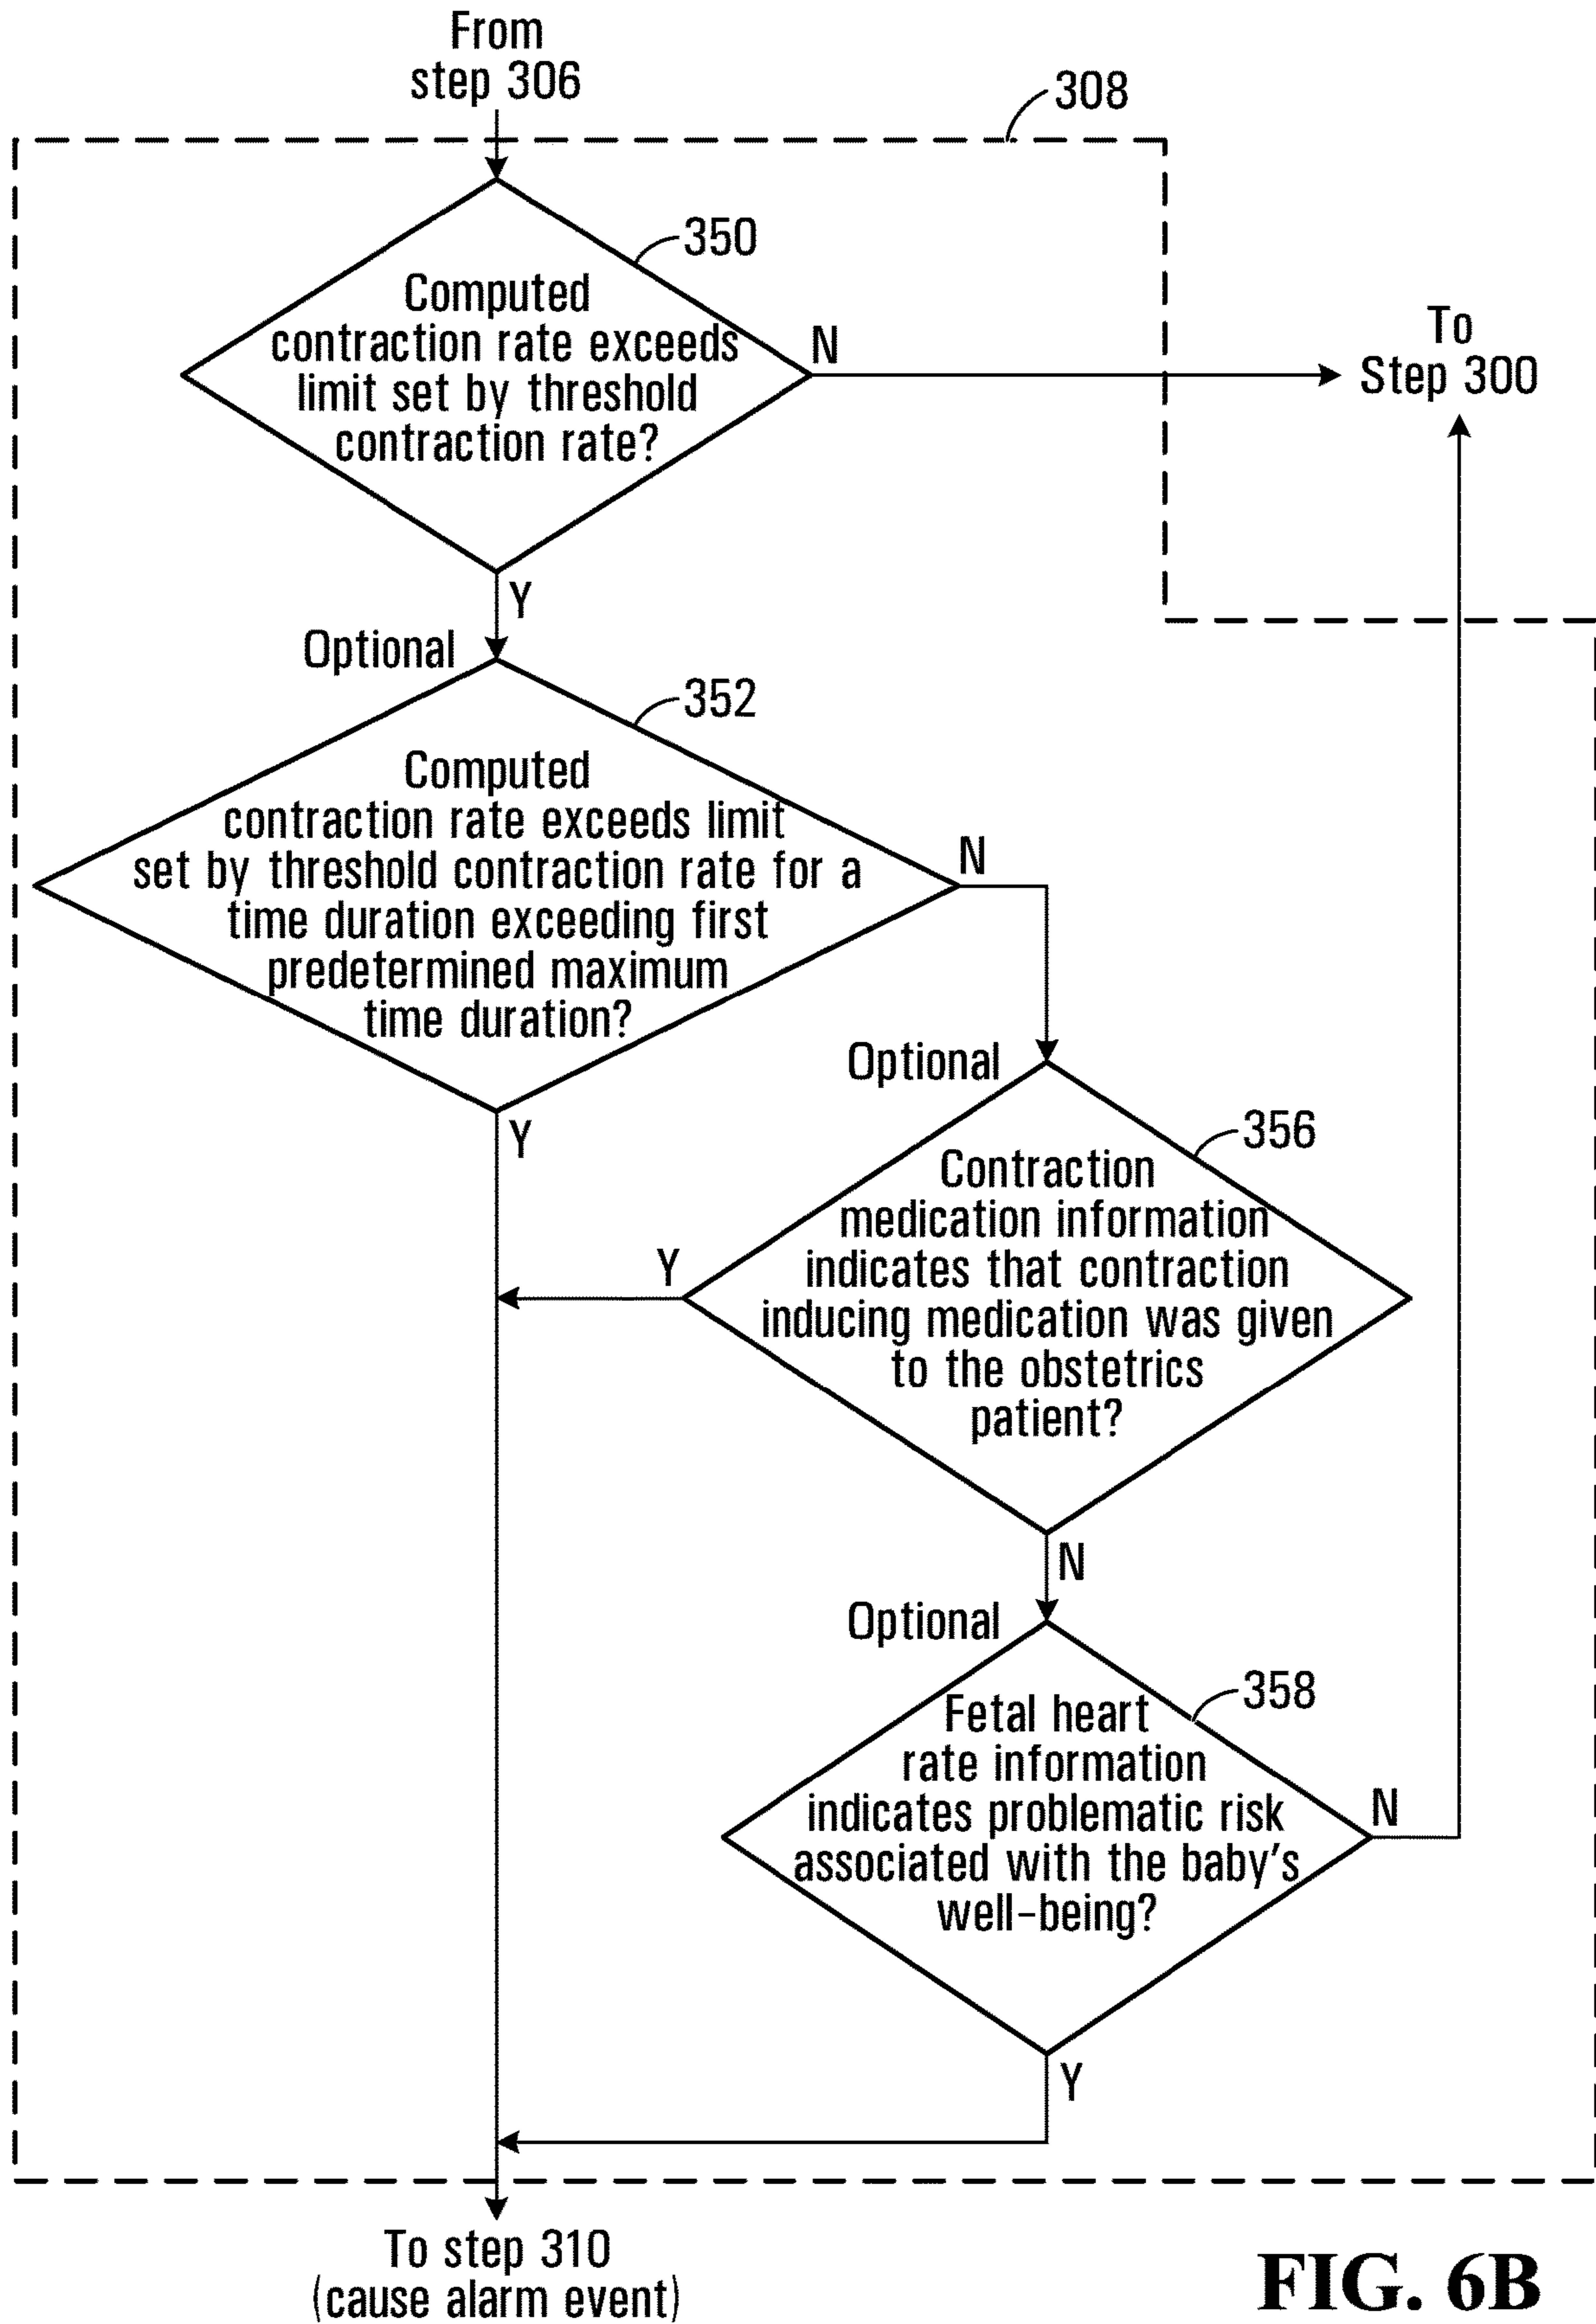 From
step 306
308
350
Computed
contraction rate exceeds
limit set by threshold
contraction rate?
N
To
Step 300
Y
Optional
352
Computed
contraction rate exceeds limit
set by threshold contraction rate for a
time duration exceeding first
predetermined maximum
time duration?
N
Y
Optional
356
Contraction
medication information
indicates that contraction
inducing medication was given
to the obstetrics
patient?
Y
N
Optional
358
Fetal heart
rate information
indicates problematic risk
associated with the baby's
well-being?
N
Y
To step 310
(cause alarm event)
FIG. 6B